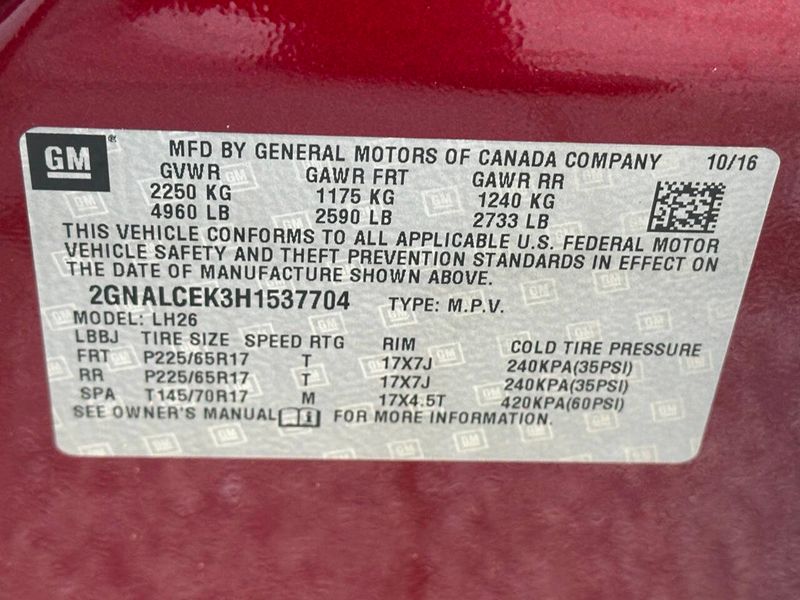 GM ® MFD BY GENERAL MOTORS OF CANADA COMPANY 10/16
GVWR GAWR FRT GAWR RR
2250 KG 1175 KG 1240 KG
4960 LB 2590 LB 2733 LB
THIS VEHICLE CONFORMS TO ALL APPLICABLE U.S. FEDERAL MOTOR
VEHICLE SAFETY AND THEFT PREVENTION STANDARDS IN EFFECT ON
THE DATE OF MANUFACTURE SHOWN ABOVE.
2GNALCEK3H1537704 TYPE: M.P.V.
MODEL: LH26
LBBJ TIRE SIZE SPEED RTG RIM COLD TIRE PRESSURE
FRT P225/65R17 T 17X7J 240KPA(35PSI)
RR P225/65R17 T 17X7J 240KPA(35PSI)
SPA T145/70R17 M 17X4.5T 420KPA(60PSI)
SEE OWNER'S MANUAL FOR MORE INFORMATION.